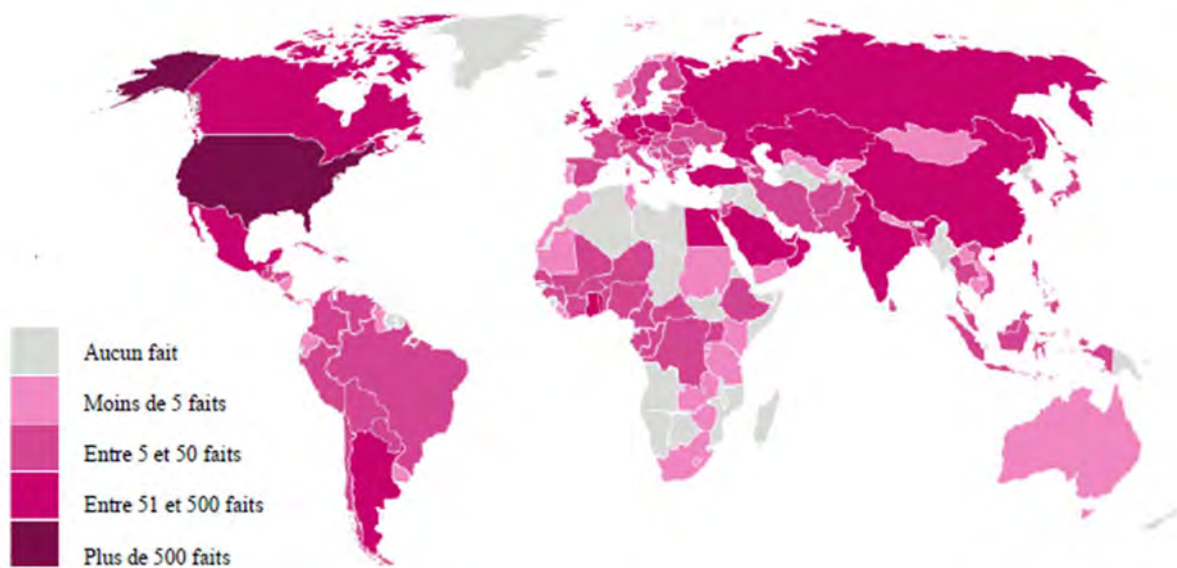 Aucun fait
Moins de 5 faits
Entre 5 et 50 faits
Entre 51 et 500 faits
Plus de 500 faits